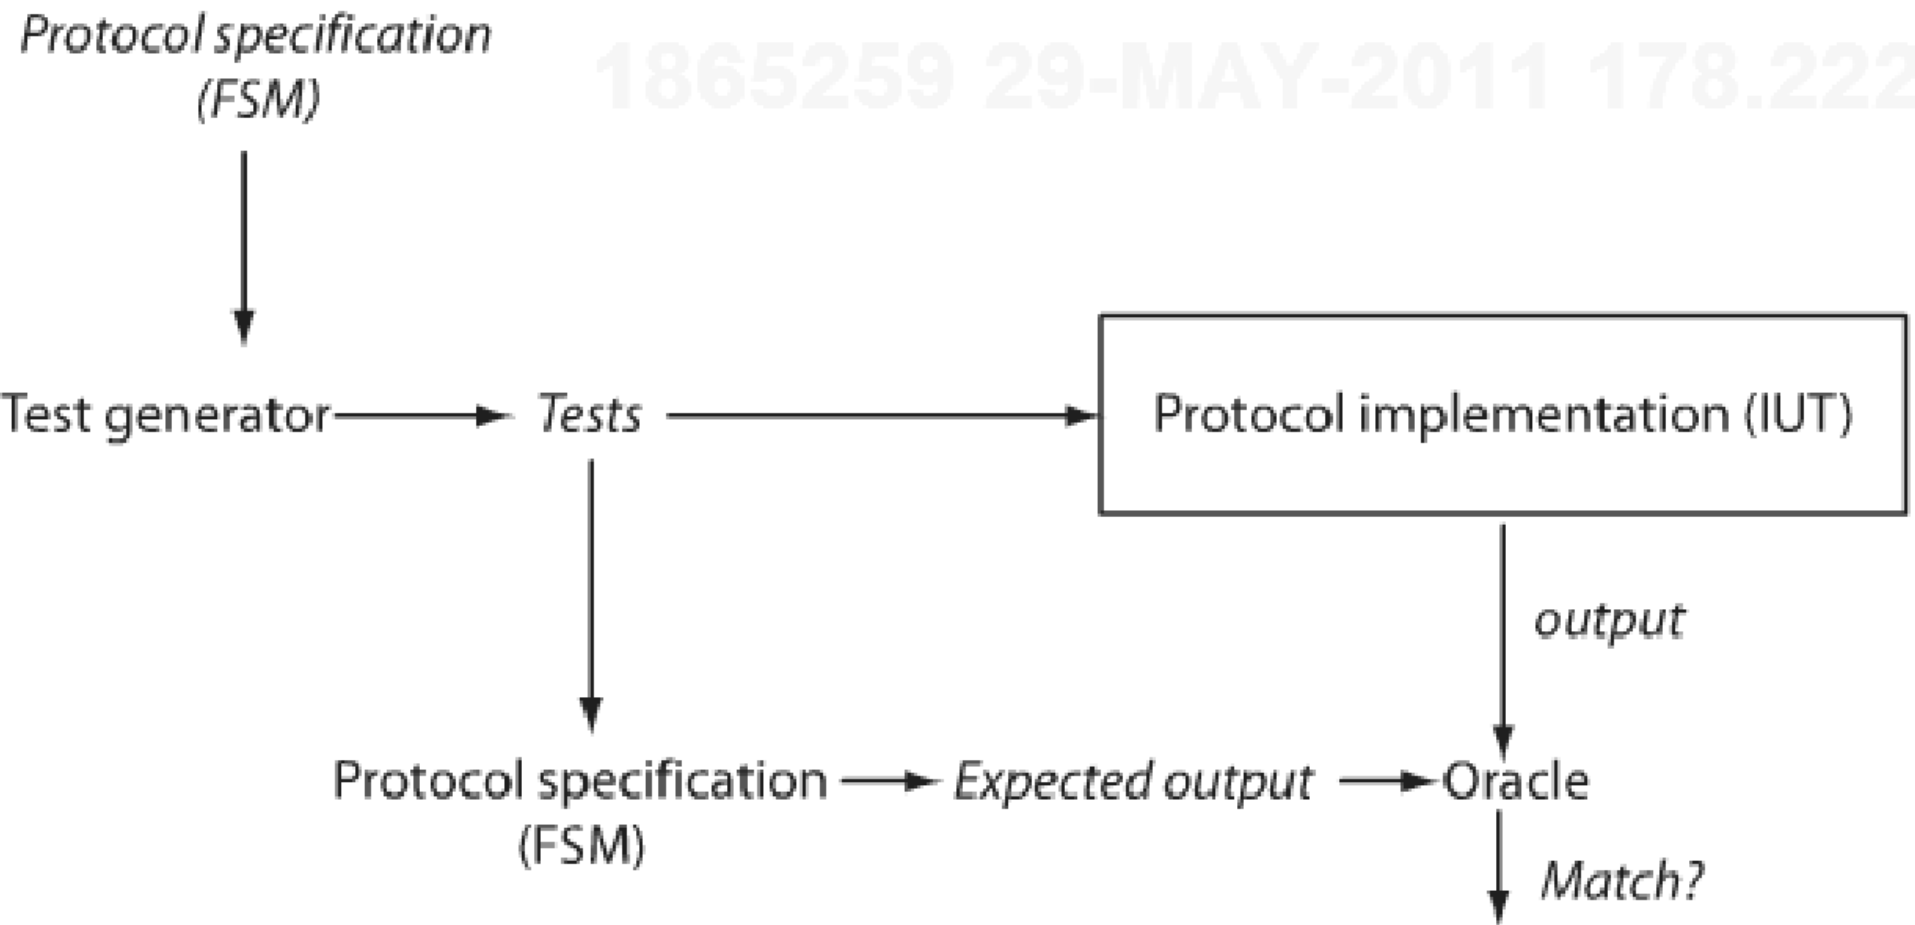 Protocol specification
(FSM)
1865259 29-MAY-2011 178.222
Test generator
Tests
Protocol implementation (IUT)
output
Protocol specification
(FSM)
Expected output
Oracle
Match?